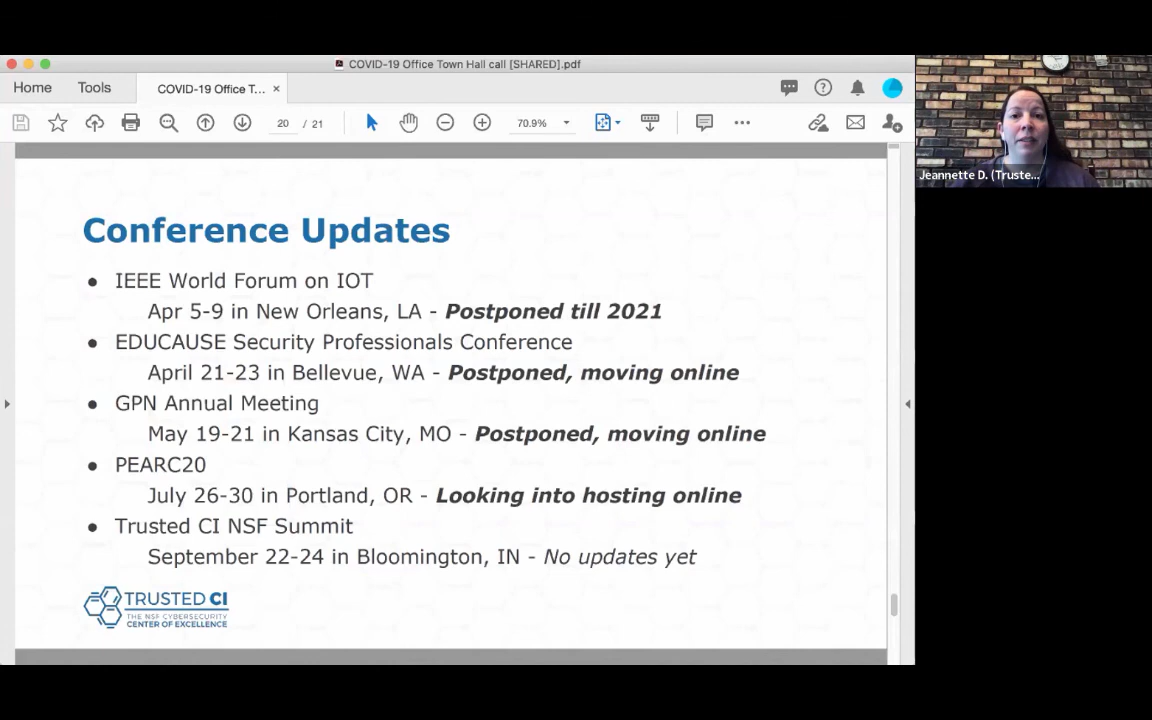 COVID-19 Office Town Hall call [SHARED].pdf
Home Tools COVID-19 Office T... ×
20 / 21 70.9%
Jeannette D. (Truste...
Conference Updates
● IEEE World Forum on IOT
Apr 5-9 in New Orleans, LA - Postponed till 2021
● EDUCAUSE Security Professionals Conference
April 21-23 in Bellevue, WA - Postponed, moving online
● GPN Annual Meeting
May 19-21 in Kansas City, MO - Postponed, moving online
● PEARC20
July 26-30 in Portland, OR - Looking into hosting online
● Trusted CI NSF Summit
September 22-24 in Bloomington, IN - No updates yet
TRUSTED CI
THE NSF CYBERSECURITY
CENTER OF EXCELLENCE